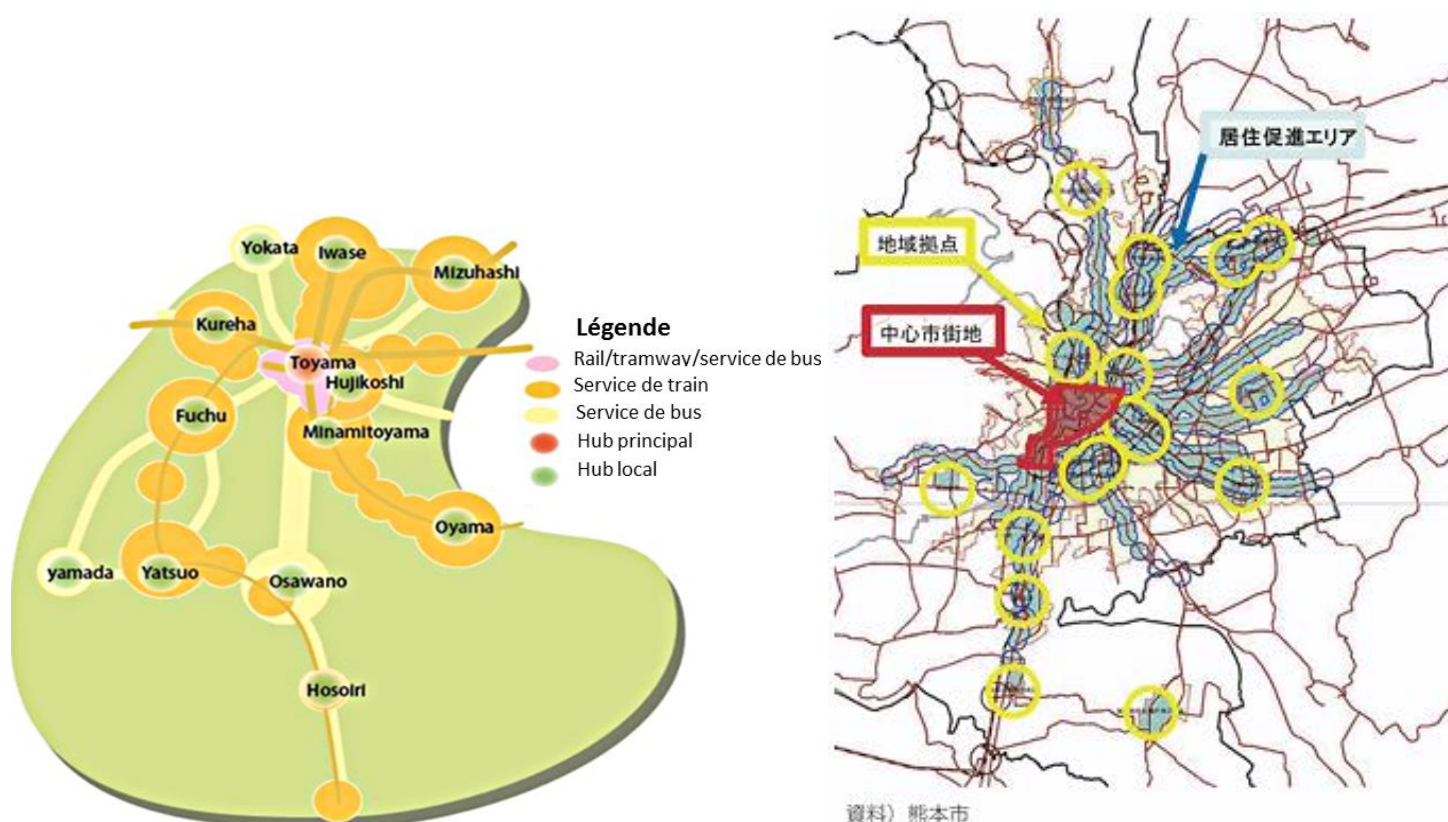 Yokata
Iwase
Mizuhashi
Kureha
Toyama
Hujikoshi
Fuchu
Minamitoyama
Oyama
yamada
Yatsuo
Osawano
Hosoiri
Légende
Rail/tramway/service de bus
Service de train
Service de bus
Hub principal
Hub local
居住促進エリア
地域拠点
中心市街地
資料）熊本市